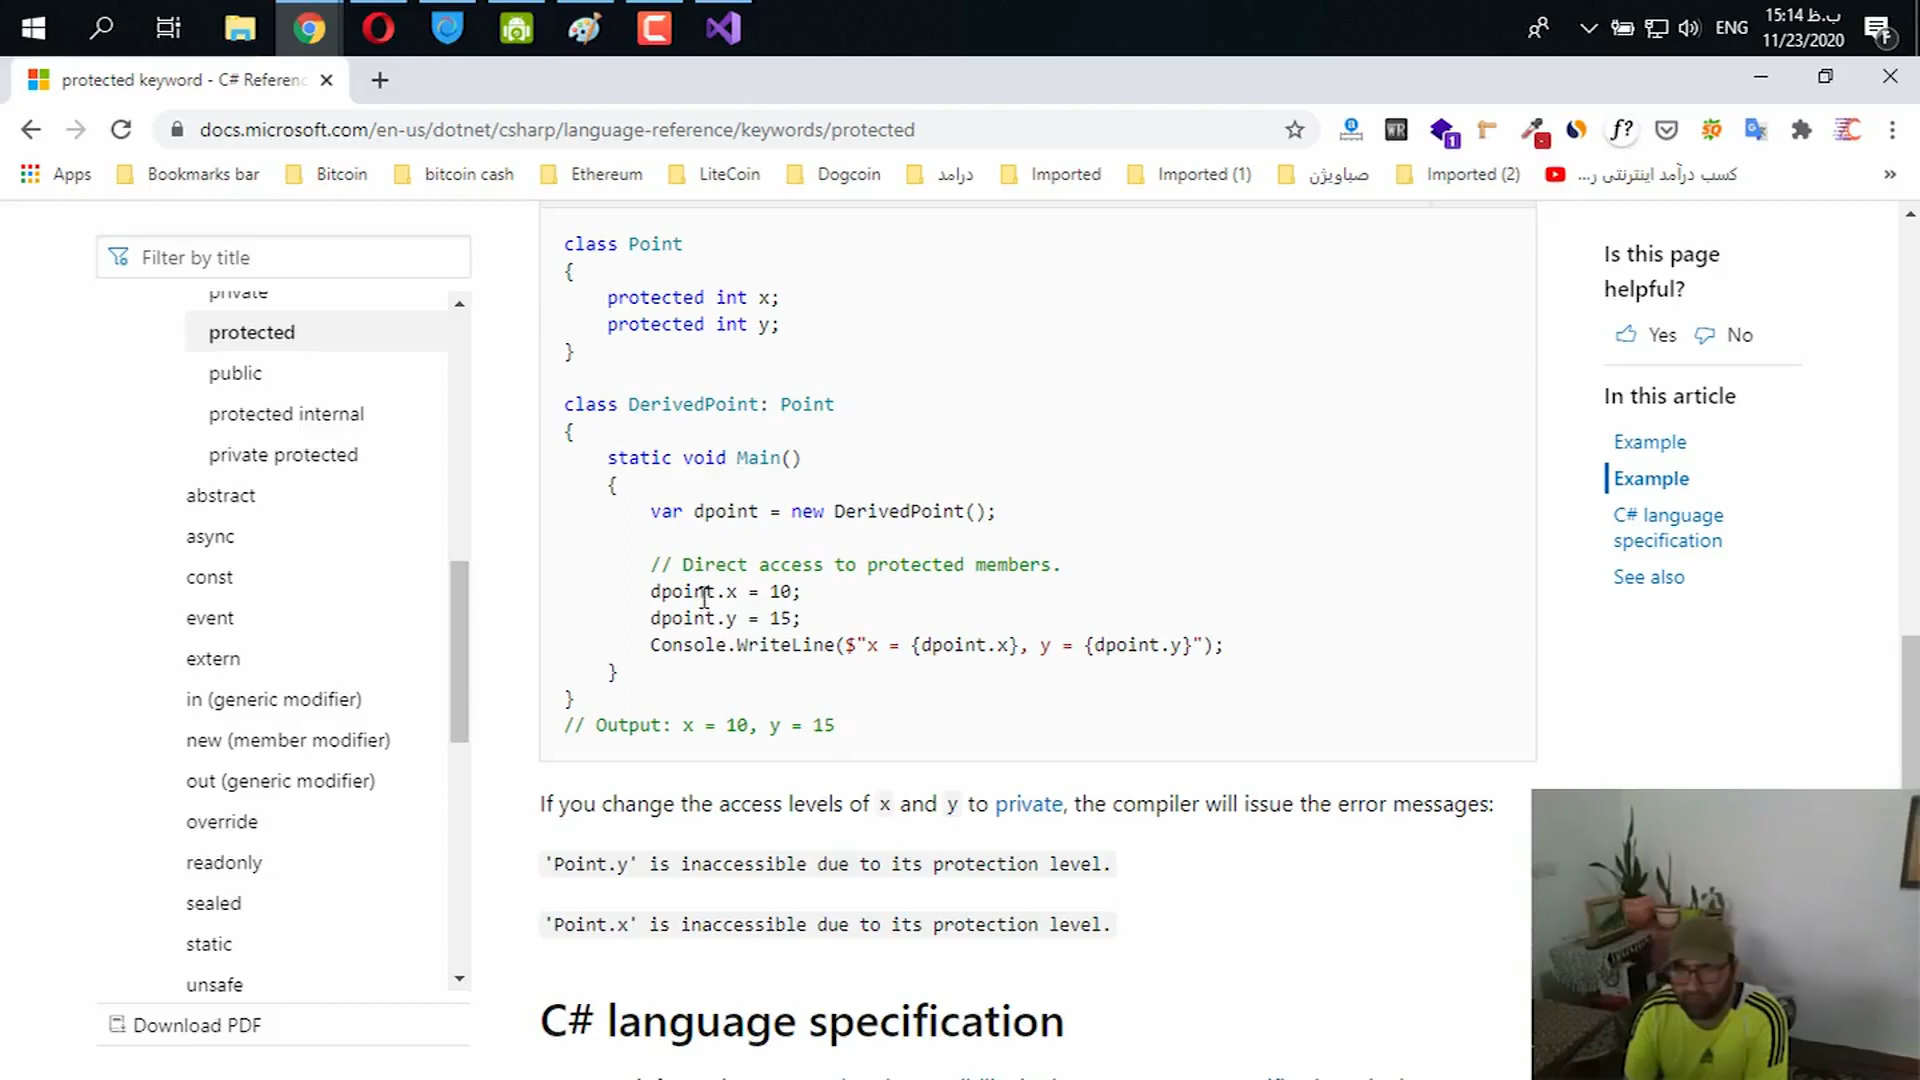 15:14 ب.ظ
ENG
11/23/2020
protected keyword - C# Referenc
docs.microsoft.com/en-us/dotnet/csharp/language-reference/keywords/protected
Apps
Bookmarks bar
Bitcoin
bitcoin cash
Ethereum
LiteCoin
Dogcoin
درامد
Imported
Imported (1)
صباویژن
Imported (2)
کسب درآمد اینترنتی ر...
»
Filter by title
private
protected
public
protected internal
private protected
abstract
async
const
event
extern
in (generic modifier)
new (member modifier)
out (generic modifier)
override
readonly
sealed
static
unsafe
Download PDF
class Point
{
protected int x;
protected int y;
}
class DerivedPoint: Point
{
static void Main()
{
var dpoint = new DerivedPoint();
// Direct access to protected members.
dpoint.x = 10;
dpoint.y = 15;
Console.WriteLine($"x = {dpoint.x}, y = {dpoint.y}");
}
}
// Output: x = 10, y = 15
If you change the access levels of x and y to private, the compiler will issue the error messages:
'Point.y' is inaccessible due to its protection level.
'Point.x' is inaccessible due to its protection level.
C# language specification
Is this page
helpful?
Yes
No
In this article
Example
Example
C# language
specification
See also